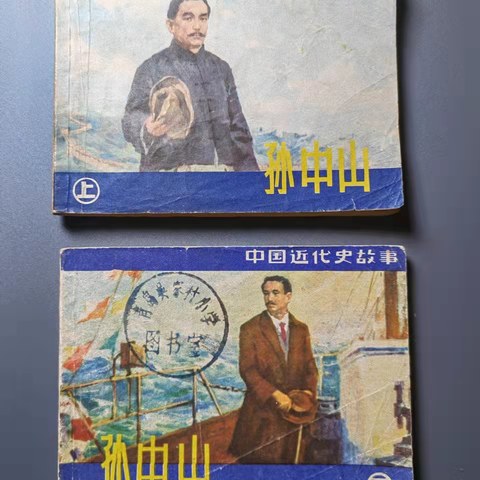 孙中山
上
中国近代史故事
图书室
孙中山